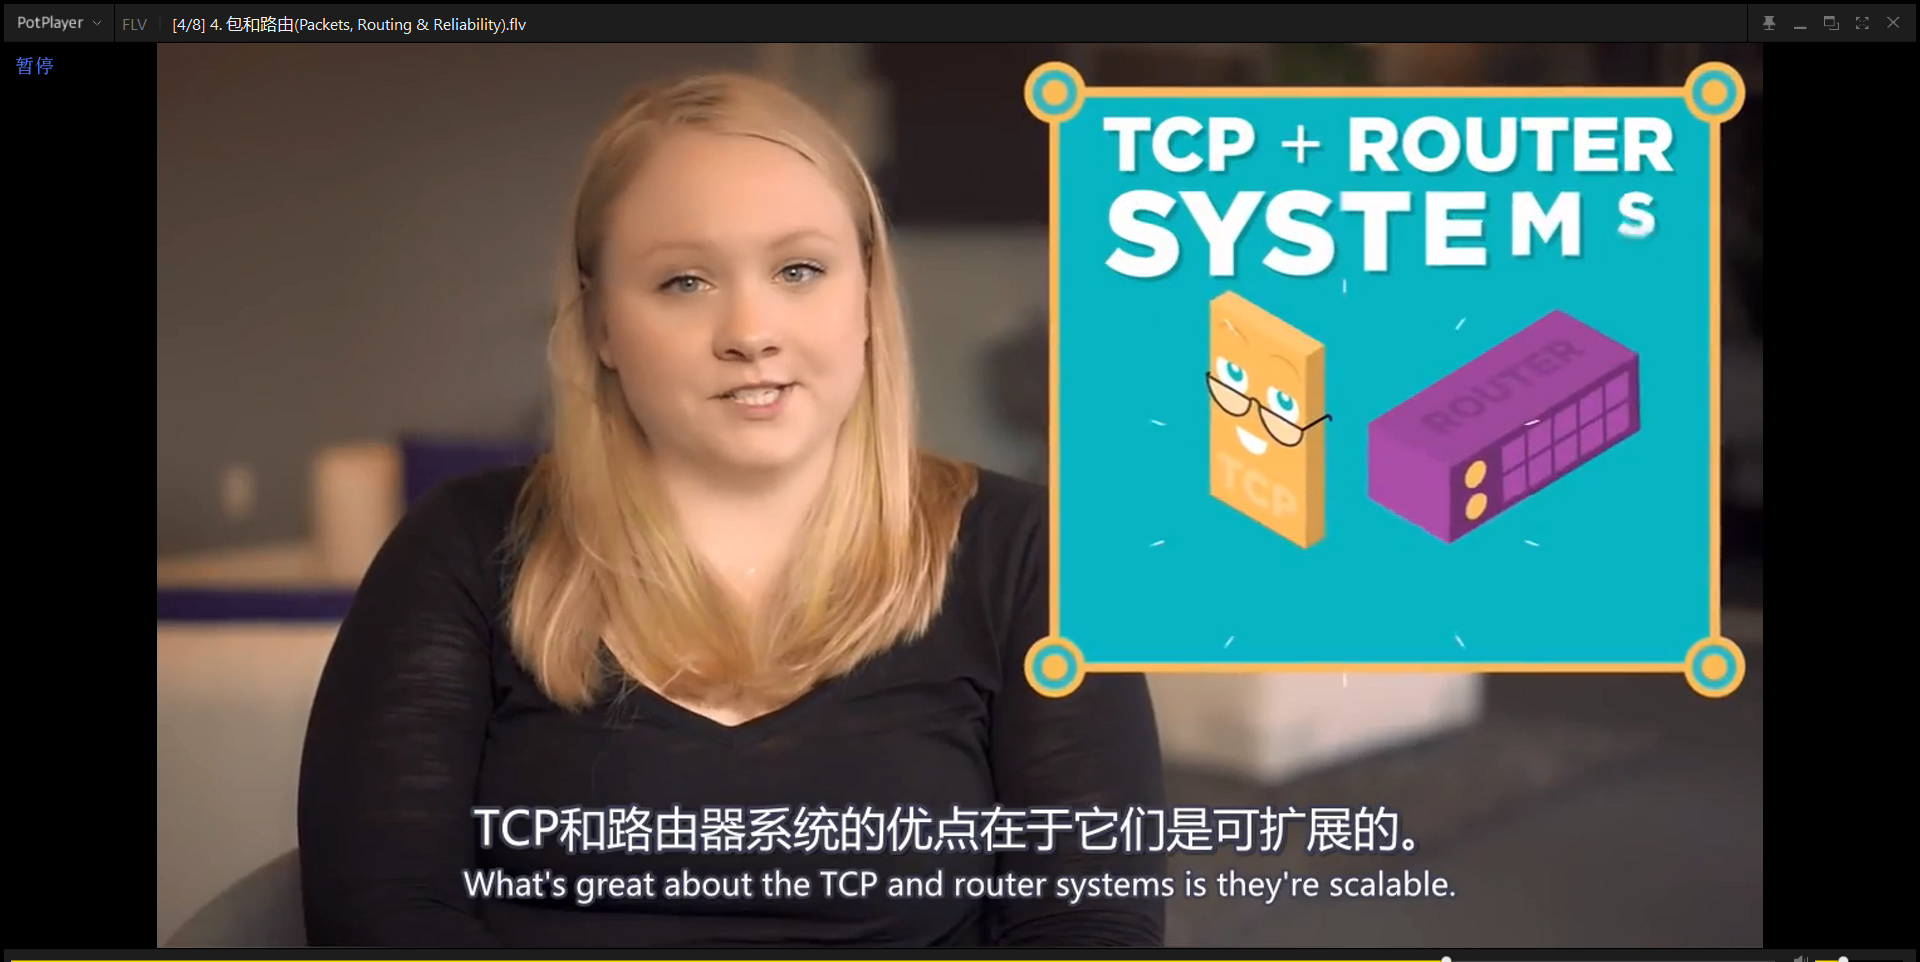 PotPlayer
FLV
[4/8] 4. 包和路由(Packets, Routing & Reliability).flv
暂停
TCP + ROUTER
SYSTEMS
ROUTER
TCP
TCP和路由器系统的优点在于它们是可扩展的。
What's great about the TCP and router systems is they're scalable.